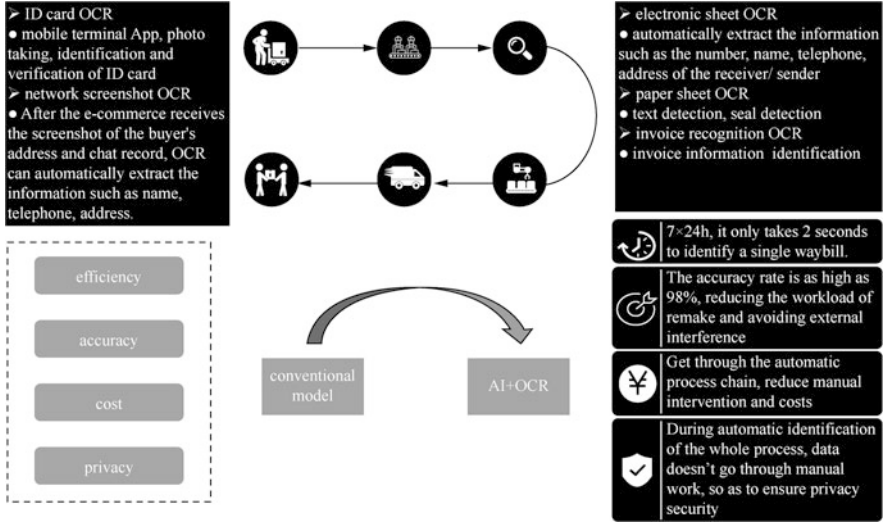 ➢ ID card OCR
● mobile terminal App, photo
taking, identification and
verification of ID card
➢ network screenshot OCR
● After the e-commerce receives
the screenshot of the buyer's
address and chat record, OCR
can automatically extract the
information such as name,
telephone, address.
➢ electronic sheet OCR
● automatically extract the information
such as the number, name, telephone,
address of the receiver/ sender
➢ paper sheet OCR
● text detection, seal detection
➢ invoice recognition OCR
● invoice information identification
efficiency
accuracy
cost
privacy
conventional
model
AI+OCR
7×24h, it only takes 2 seconds
to identify a single waybill.
The accuracy rate is as high as
98%, reducing the workload of
remake and avoiding external
interference
¥
Get through the automatic
process chain, reduce manual
intervention and costs
During automatic identification
of the whole process, data
doesn't go through manual
work, so as to ensure privacy
security